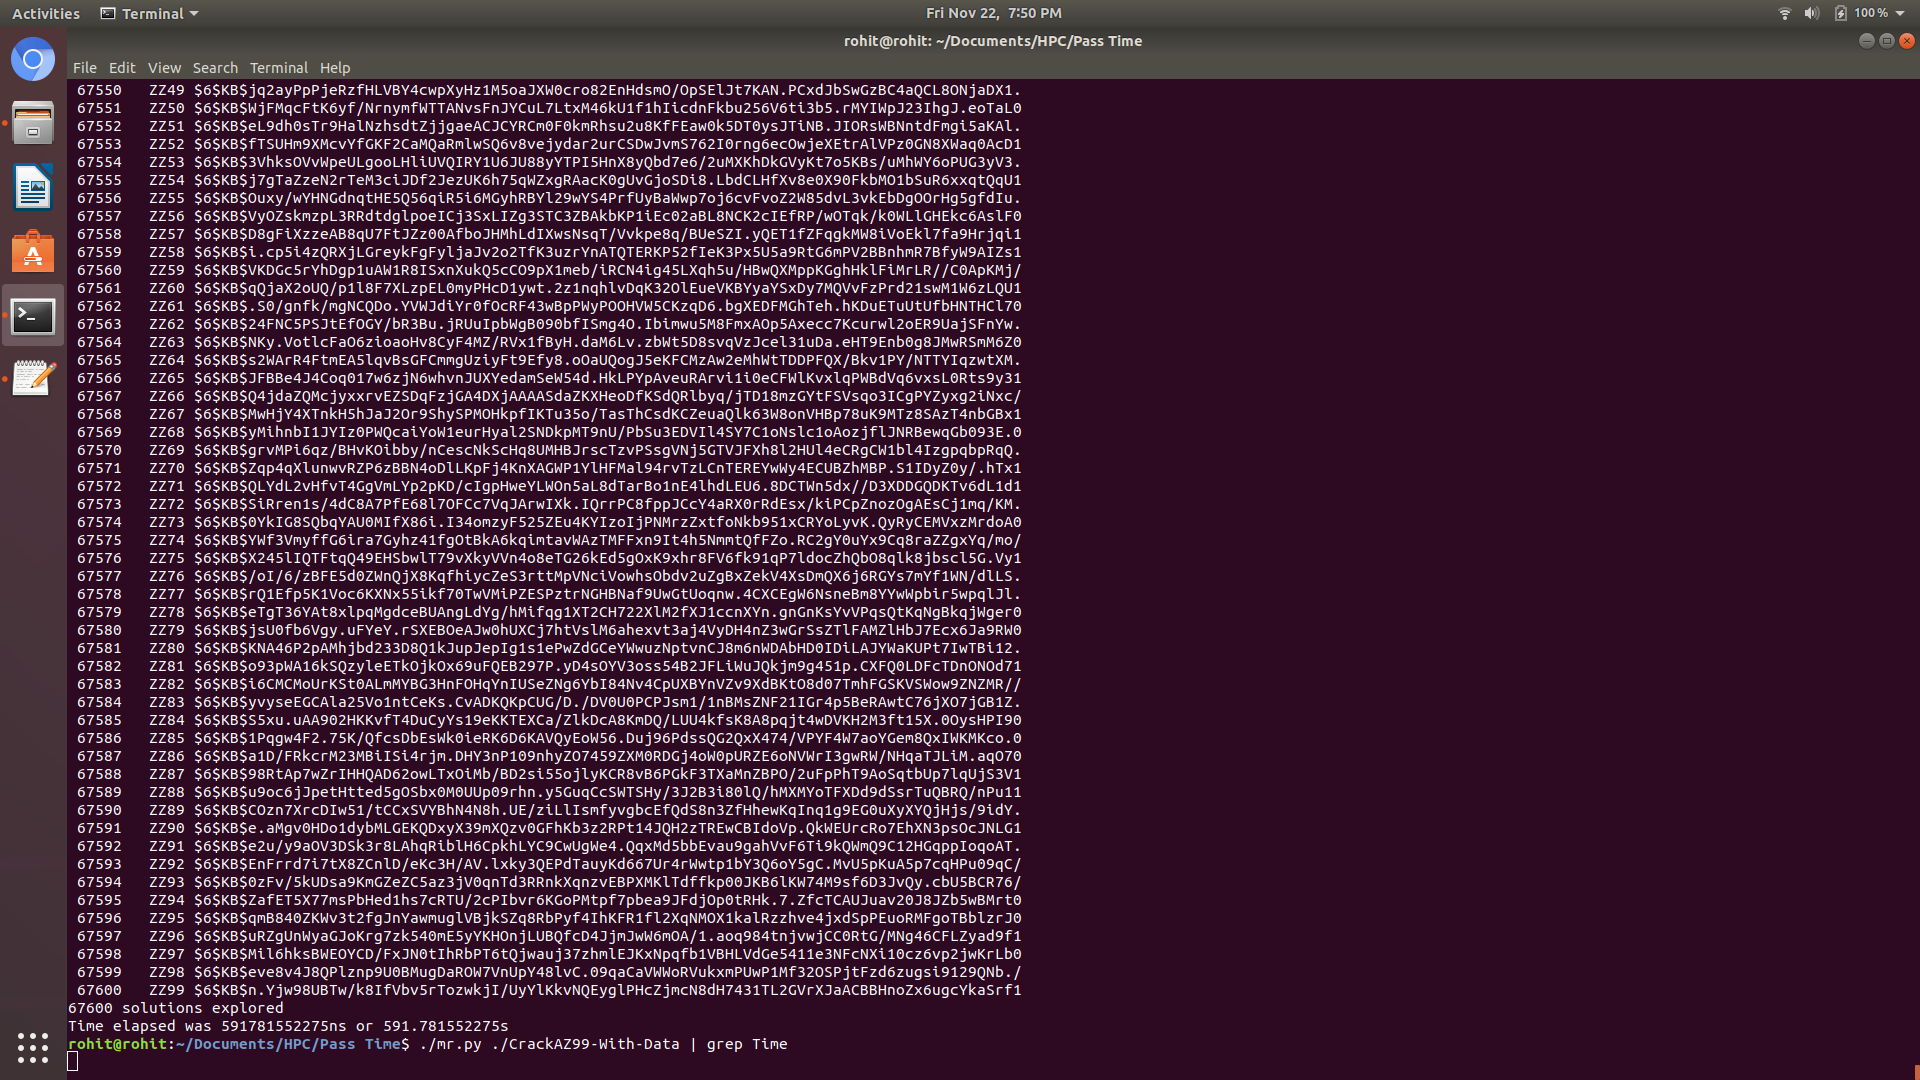 Activities Terminal Fri Nov 22, 7:50 PM 100%
rohit@rohit: ~/Documents/HPC/Pass Time
File Edit View Search Terminal Help
67550 ZZ49 $6$KB$jq2ayPpPjeRzfHLVBY4cwpXyHz1M5oaJXW0cro82EnHdsmO/OpSElJt7KAN.PCxdJbSwGzBC4aQCL8ONjaDX1.
67551 ZZ50 $6$KB$WjFMqcFtK6yf/NrnymfWTTANvsFnJYCuL7LtxM46kU1f1hIicdnFkbu256V6ti3b5.rMYIWpJ23IhgJ.eoTaL0
67552 ZZ51 $6$KB$eL9dh0sTr9HalNzhsdtZjjgaeACJCYRCm0F0kmRhsu2u8KfFEaw0k5DT0ysJTiNB.JIORsWBNntdFmgi5aKAl.
67553 ZZ52 $6$KB$fTSUHm9XMcvYfGKF2CaMQaRmlwSQ6v8vejydar2urCSDwJvmS762I0rng6ecOwjeXEtrAlVPz0GN8XWaq0AcD1
67554 ZZ53 $6$KB$3VhksOVvWpeULgooLHliUVQIRY1U6JU88yYTPI5HnX8yQbd7e6/2uMXKhDkGVyKt7o5KBs/uMhWY6oPUG3yV3.
67555 ZZ54 $6$KB$j7gTaZzeN2rTeM3ciJDf2JezUK6h75qWZxgRAacK0gUvGjoSDi8.LbdCLHfXv8e0X90FkbMO1bSuR6xxqtQqU1
67556 ZZ55 $6$KB$Ouxy/wYHNGdnqtHE5Q56qiR5i6MGyhRBYl29wYS4PrfUyBaWwp7oj6cvFvoZ2W85dvL3vkEbDgOOrHg5gfdIu.
67557 ZZ56 $6$KB$VyOZskmzpL3RRdtdglpoeICj3SxLIZg3STC3ZBAkbKP1iEc02aBL8NCK2cIEfRP/wOTqk/k0WLlGHEkc6AslF0
67558 ZZ57 $6$KB$D8gFiXzzeAB8qU7FtJZz00AfboJHMhLdIXwsNsqT/Vvkpe8q/BUeSZI.yQET1fZFqgkMW8iVoEkl7fa9Hrjqi1
67559 ZZ58 $6$KB$i.cp5i4zQRXjLGreykFgFyljaJv2o2TfK3uzrYnATQTERKP52fIeK3Px5U5a9RtG6mPV2BBnhmR7BfyW9AIZs1
67560 ZZ59 $6$KB$VKDGc5rYhDgp1uAW1R8ISxnXukQ5cCO9pX1meb/iRCN4ig45LXqh5u/HBwQXMppKGghHklFiMrLR//C0ApKMj/
67561 ZZ60 $6$KB$qQjaX2oUQ/p1l8F7XLzpEL0myPHcD1ywt.2z1nqhlvDqK32OlEueVKBYyaYSxDy7MQVvFzPrd21swM1W6zLQU1
67562 ZZ61 $6$KB$.S0/gnfk/mgNCQDo.YVWJdiYr0fOcRF43wBpPWyPOOHVW5CKzqD6.bgXEDFMGhTeh.hKDuETuUtUfbHNTHCl70
67563 ZZ62 $6$KB$24FNC5PSJtEfOGY/bR3Bu.jRUuIpbWgB090bfISmg4O.Ibimwu5M8FmxAOp5Axecc7Kcurwl2oER9UajSFnYw.
67564 ZZ63 $6$KB$NKy.VotlcFaO6zioaoHv8CyF4MZ/RVx1fByH.daM6Lv.zbWt5D8svqVzJcel31uDa.eHT9Enb0g8JMwRSmM6Z0
67565 ZZ64 $6$KB$s2WArR4FtmEA5lqvBsGFCmmgUziyFt9Efy8.oOaUQogJ5eKFCMzAw2eMhWtTDDPFQX/Bkv1PY/NTTYIqzwtXM.
67566 ZZ65 $6$KB$JFBBe4J4Coq017w6zjN6whvnJUXYedamSeW54d.HkLPYpAveuRArvi1i0eCFWlKvxlqPWBdVq6vxsL0Rts9y31
67567 ZZ66 $6$KB$Q4jdaZQMcjyxxrvEZSDqFzjGA4DXjAAAASdaZKXHeoDfKSdQRlbyq/jTD18mzGYtFSVsqo3ICgPYZyxg2iNxc/
67568 ZZ67 $6$KB$MwHjY4XTnkH5hJaJ2Or9ShySPMOHkpfIKTu35o/TasThCsdKCZeuaQlk63W8onVHBp78uK9MTz8SAzT4nbGBx1
67569 ZZ68 $6$KB$yMihnbI1JYIz0PWQcaiYoW1eurHyal2SNDkpMT9nU/PbSu3EDVIl4SY7C1oNslc1oAozjflJNRBewqGb093E.0
67570 ZZ69 $6$KB$grvMPi6qz/BHvKOibby/nCescNkScHq8UMHBJrscTzvPSsgVNj5GTVJFXh8l2HUl4eCRgCW1bl4IzgpqbpRqQ.
67571 ZZ70 $6$KB$Zqp4qXlunwvRZP6zBBN4oDlLKpFj4KnXAGWP1YlHFMal94rvTzLCnTEREYwWy4ECUBZhMBP.S1IDyZ0y/.hTx1
67572 ZZ71 $6$KB$QLYdL2vHfvT4GgVmLYp2pKD/cIgpHweYLWOn5aL8dTarBo1nE4lhdLEU6.8DCTWn5dx//D3XDDGQDKTv6dL1d1
67573 ZZ72 $6$KB$SiRren1s/4dC8A7PfE68l7OFCc7VqJArwIXk.IQrrPC8fppJCcY4aRX0rRdEsx/kiPCpZnozOgAEsCj1mq/KM.
67574 ZZ73 $6$KB$0YkIG8SQbqYAU0MIfX86i.I34omzyF525ZEu4KYIzoIjPNMrzZxtfoNkb951xCRYoLyvK.QyRyCEMVxzMrdoA0
67575 ZZ74 $6$KB$YWf3VmyffG6ira7Gyhz41fgOtBkA6kqimtavWAzTMFFxn9It4h5NmmtQfFZo.RC2gY0uYx9Cq8raZZgxYq/mo/
67576 ZZ75 $6$KB$X245lIQTFtqQ49EHSbwlT79vXkyVVn4o8eTG26kEd5gOxK9xhr8FV6fk91qP7ldocZhQbO8qlk8jbscl5G.Vy1
67577 ZZ76 $6$KB$/oI/6/zBFE5d0ZWnQjX8KqfhiycZeS3rttMpVNciVowhsObdv2uZgBxZekV4XsDmQX6j6RGYs7mYf1WN/dlLS.
67578 ZZ77 $6$KB$rQ1Efp5K1Voc6KXNx55ikf70TwVMiPZESPztrNGHBNaf9UwGtUoqnw.4CXCEgW6NsneBm8YYwWpbir5wpqlJl.
67579 ZZ78 $6$KB$eTgT36YAt8xlpqMgdceBUAngLdYg/hMifqg1XT2CH722XlM2fXJ1ccnXYn.gnGnKsYvVPqsQtKqNgBkqjWger0
67580 ZZ79 $6$KB$jsU0fb6Vgy.uFYeY.rSXEBOeAJw0hUXCj7htVslM6ahexvt3aj4VyDH4nZ3wGrSsZTlFAMZlHbJ7Ecx6Ja9RW0
67581 ZZ80 $6$KB$KNA46P2pAMhjbd233D8Q1kJupJepIg1s1ePwZdGCeYWwuzNptvnCJ8m6nWDAbHD0IDiLAJYWaKUPt7IwTBi12.
67582 ZZ81 $6$KB$o93pWA16kSQzyleETkOjkOx69uFQEB297P.yD4sOYV3oss54B2JFLiWuJQkjm9g451p.CXFQ0LDFcTDnONOd71
67583 ZZ82 $6$KB$i6CMCMoUrKSt0ALmMYBG3HnFOHqYnIUSeZNg6YbI84Nv4CpUXBYnVZv9XdBKtO8d07TmhFGSKVSWow9ZNZMR//
67584 ZZ83 $6$KB$yvyseEGCAla25Vo1ntCeKs.CvADKQKpCUG/D./DV0U0PCPJsm1/1nBMsZNF21IGr4p5BeRAwtC76jXO7jGB1Z.
67585 ZZ84 $6$KB$S5xu.uAA902HKKvfT4DuCyYs19eKKTEXCa/ZlkDcA8KmDQ/LUU4kfsK8A8pqjt4wDVKH2M3ft15X.0OysHPI90
67586 ZZ85 $6$KB$1Pqgw4F2.75K/QfcsDbEsWk0ieRK6D6KAVQyEoW56.Duj96PdssQG2QxX474/VPYF4W7aoYGem8QxIWKMKco.0
67587 ZZ86 $6$KB$a1D/FRkcrM23MBiISi4rjm.DHY3nP109nhyZO7459ZXM0RDGj4oW0pURZE6oNVWrI3gwRW/NHqaTJLiM.aqO70
67588 ZZ87 $6$KB$98RtAp7wZrIHHQAD62owLTxOiMb/BD2si55ojlyKCR8vB6PGkF3TXaMnZBPO/2uFpPhT9AoSqtbUp7lqUjS3V1
67589 ZZ88 $6$KB$u9oc6jJpetHtted5gOSbx0M0UUp09rhn.y5GuqCcSWTSHy/3J2B3i80lQ/hMXMYoTFXDd9dSsrTuQBRQ/nPu11
67590 ZZ89 $6$KB$COzn7XrcDIw51/tCCxSVYBhN4N8h.UE/ziLlIsmfyvgbcEfQdS8n3ZfHhewKqInq1g9EG0uXyXYQjHjs/9idY.
67591 ZZ90 $6$KB$e.aMgv0HDo1dybMLGEKQDxyX39mXQzv0GFhKb3z2RPt14JQH2zTREwCBIdoVp.QkWEUrcRo7EhXN3psOcJNLG1
67592 ZZ91 $6$KB$e2u/y9aOV3DSk3r8LAhqRiblH6CpkhLYC9CwUgWe4.QqxMd5bbEvau9gahVvF6Ti9kQWmQ9C12HGqppIoqoAT.
67593 ZZ92 $6$KB$EnFrrd7i7tX8ZCnlD/eKc3H/AV.lxky3QEPdTauyKd667Ur4rWwtp1bY3Q6oY5gC.MvU5pKuA5p7cqHPu09qC/
67594 ZZ93 $6$KB$0zFv/5kUDsa9KmGZeZC5az3jV0qnTd3RRnkXqnzvEBPXMKlTdffkp00JKB6lKW74M9sf6D3JvQy.cbU5BCR76/
67595 ZZ94 $6$KB$ZafET5X77msPbHed1hs7cRTU/2cPIbvr6KGoPMtpf7pbea9JFdjOp0tRHk.7.ZfcTCAUJuav20J8JZb5wBMrt0
67596 ZZ95 $6$KB$qmB840ZKWv3t2fgJnYawmuglVBjkSZq8RbPyf4IhKFR1fl2XqNMOX1kalRzzhve4jxdSpPEuoRMFgoTBblzrJ0
67597 ZZ96 $6$KB$uRZgUnWyaGJoKrg7zk540mE5yYKHOnjLUBQfcD4JjmJwW6mOA/1.aoq984tnjvwjCC0RtG/MNg46CFLZyad9f1
67598 ZZ97 $6$KB$Mil6hksBWEOYCD/FxJN0tIhRbPT6tQjwauj37zhmlEJKxNpqfb1VBHLVdGe5411e3NFcNXi10cz6vp2jwKrLb0
67599 ZZ98 $6$KB$eve8v4J8QPlznp9U0BMugDaROW7VnUpY48lvC.09qaCaVWWoRVukxmPUwP1Mf32OSPjtFzd6zugsi9129QNb./
67600 ZZ99 $6$KB$n.Yjw98UBTw/k8IfVbv5rTozwkjI/UyYlKkvNQEyglPHcZjmcN8dH7431TL2GVrXJaACBBHnoZx6ugcYkaSrf1
67600 solutions explored
Time elapsed was 591781552275ns or 591.781552275s
rohit@rohit:~/Documents/HPC/Pass Time$ ./mr.py ./CrackAZ99-With-Data | grep Time